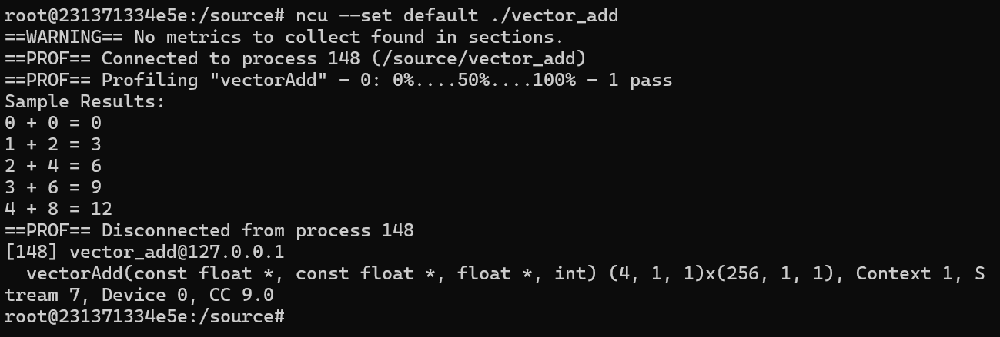 root@231371334e5e:/source# ncu --set default ./vector_add
==WARNING== No metrics to collect found in sections.
==PROF== Connected to process 148 (/source/vector_add)
==PROF== Profiling "vectorAdd" - 0: 0%....50%....100% - 1 pass
Sample Results:
0 + 0 = 0
1 + 2 = 3
2 + 4 = 6
3 + 6 = 9
4 + 8 = 12
==PROF== Disconnected from process 148
[148] vector_add@127.0.0.1
  vectorAdd(const float *, const float *, float *, int) (4, 1, 1)x(256, 1, 1), Context 1, S
tream 7, Device 0, CC 9.0
root@231371334e5e:/source#